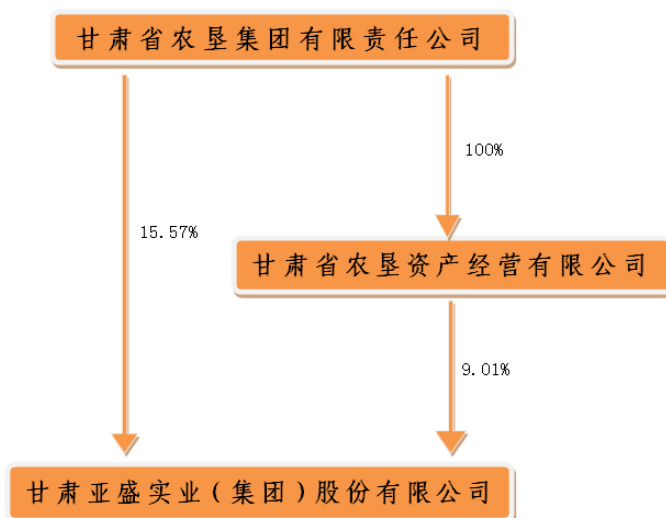 甘肃省农垦集团有限责任公司
100%
15.57%
甘肃省农垦资产经营有限公司
9.01%
甘肃亚盛实业(集团)股份有限公司